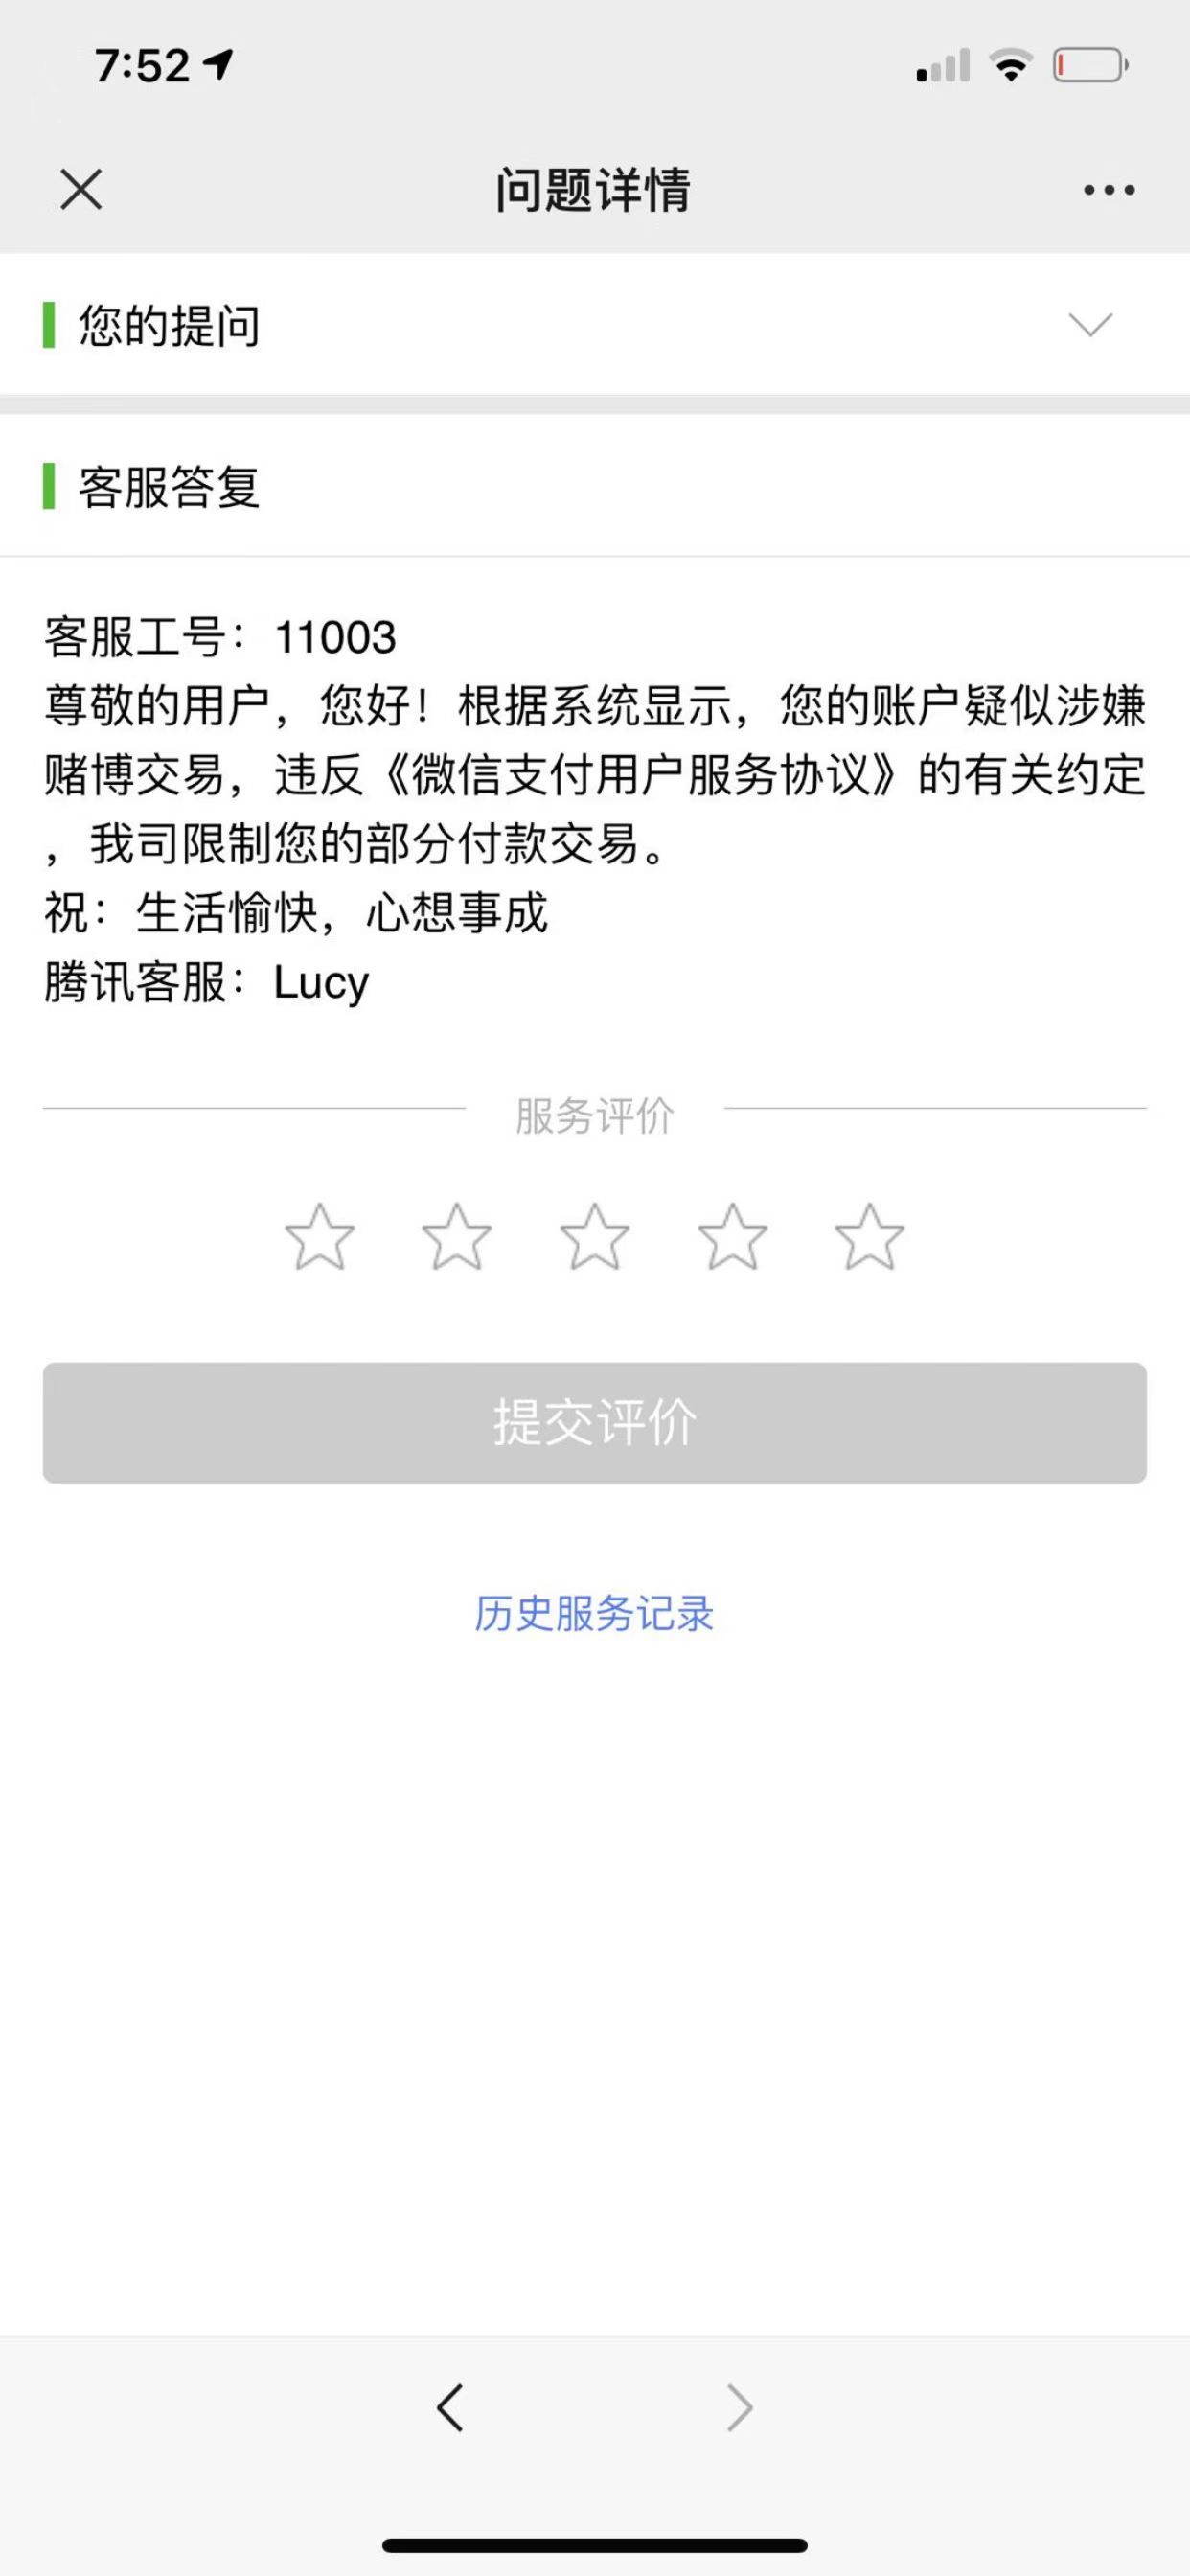 7:52
问题详情
您的提问
客服答复
客服工号：11003
尊敬的用户，您好！根据系统显示，您的账户疑似涉嫌
赌博交易，违反《微信支付用户服务协议》的有关约定
，我司限制您的部分付款交易。
祝：生活愉快，心想事成
腾讯客服：Lucy
服务评价
提交评价
历史服务记录